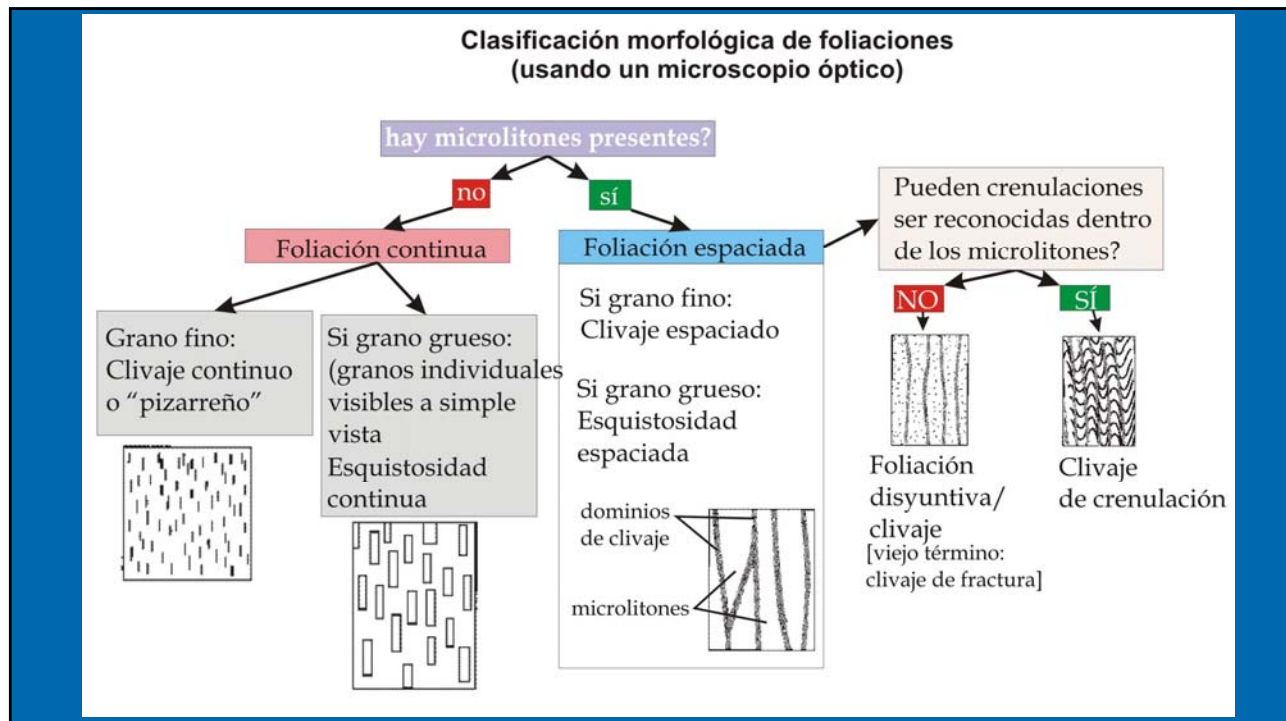 Clasificación morfológica de foliaciones
(usando un microscopio óptico)
hay microlitones presentes?
no
sí
Foliación continua
Grano fino:
Clivaje continuo
o “pizarreño”
Si grano grueso:
(granos individuales
visibles a simple
vista
Esquistosidad
continua
Foliación espaciada
Si grano fino:
Clivaje espaciado
Si grano grueso:
Esquistosidad
espaciada
dominios
de clivaje
microlitones
Pueden crenulaciones
ser reconocidas dentro
de los microlitones?
NO
SÍ
Foliación
disyuntiva/
clivaje
[viejo término:
clivaje de fractura]
Clivaje
de crenulación